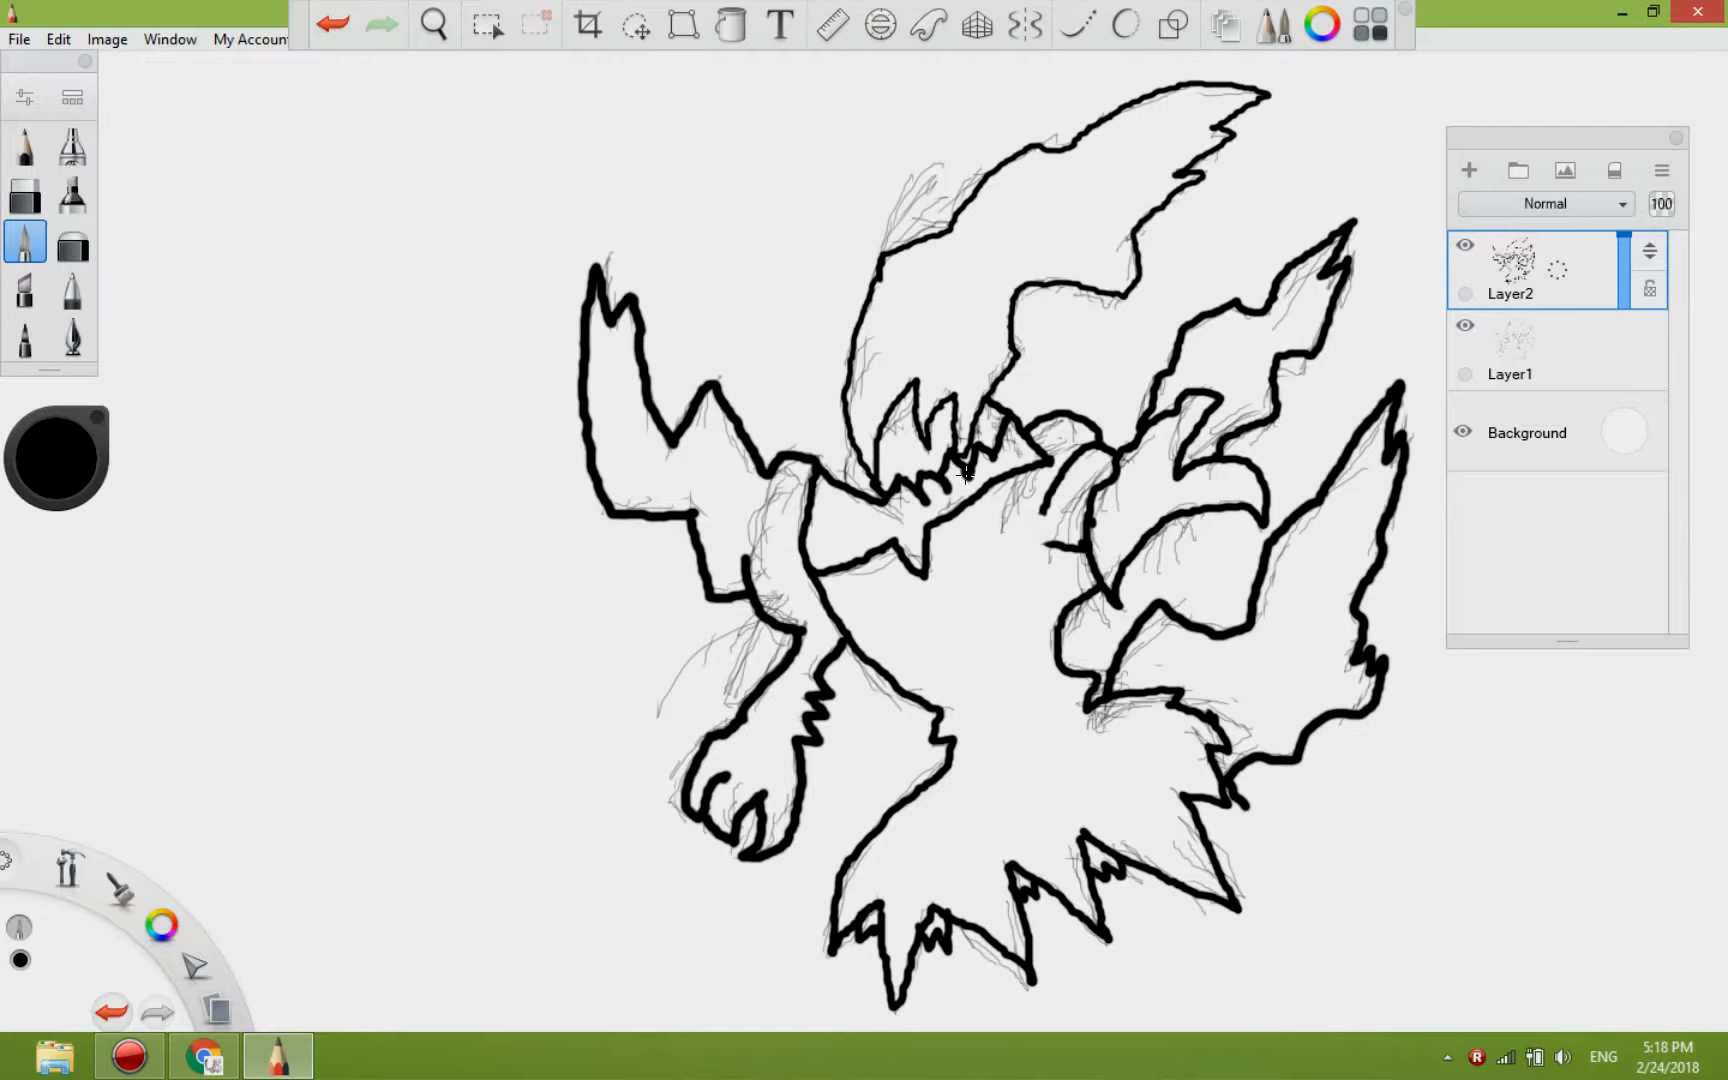 File Edit Image Window My Accoun
T
Normal
100
Layer2
Layer1
Background
R
ENG
5:18 PM
2/24/2018